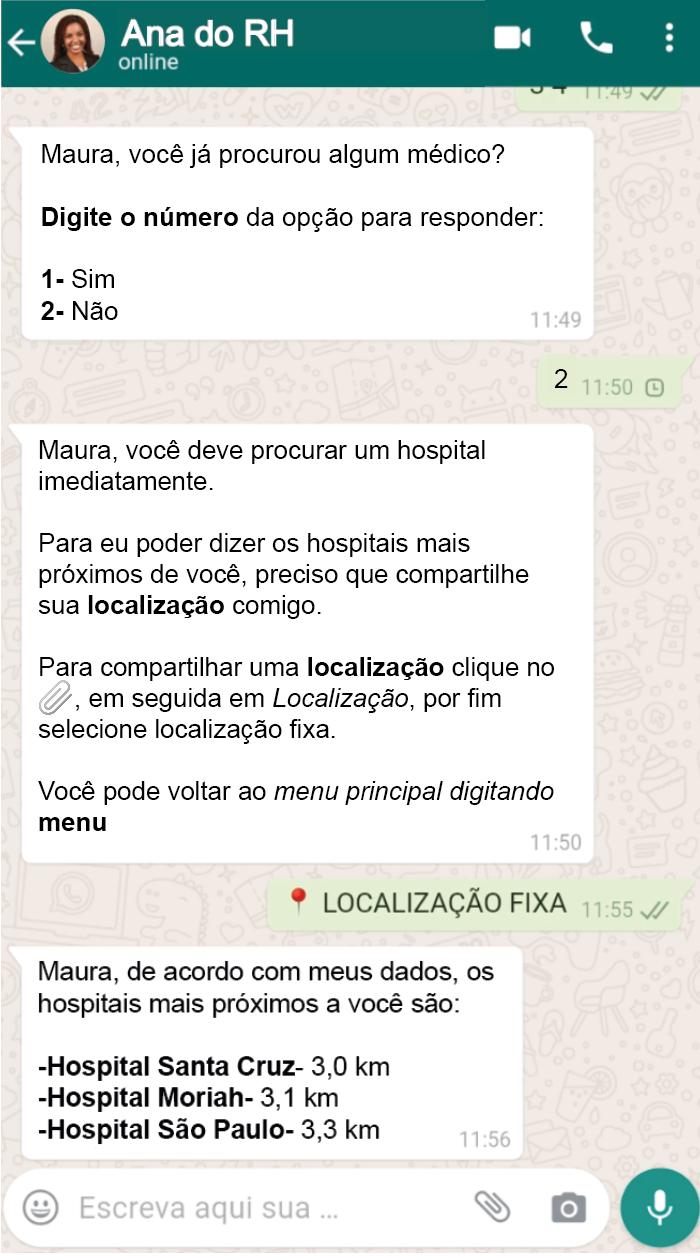 Ana do RH
online
11:49
Maura, você já procurou algum médico?
Digite o número da opção para responder:
1- Sim
2- Não
11:49
2 11:50
Maura, você deve procurar um hospital
imediatamente.
Para eu poder dizer os hospitais mais
próximos de você, preciso que compartilhe
sua localização comigo.
Para compartilhar uma localização clique no
, em seguida em Localização, por fim
selecione localização fixa.
Você pode voltar ao menu principal digitando
menu
11:50
LOCALIZAÇÃO FIXA 11:55
Maura, de acordo com meus dados, os
hospitais mais próximos a você são:
-Hospital Santa Cruz- 3,0 km
-Hospital Moriah- 3,1 km
-Hospital São Paulo- 3,3 km
11:56
Escreva aqui sua ...